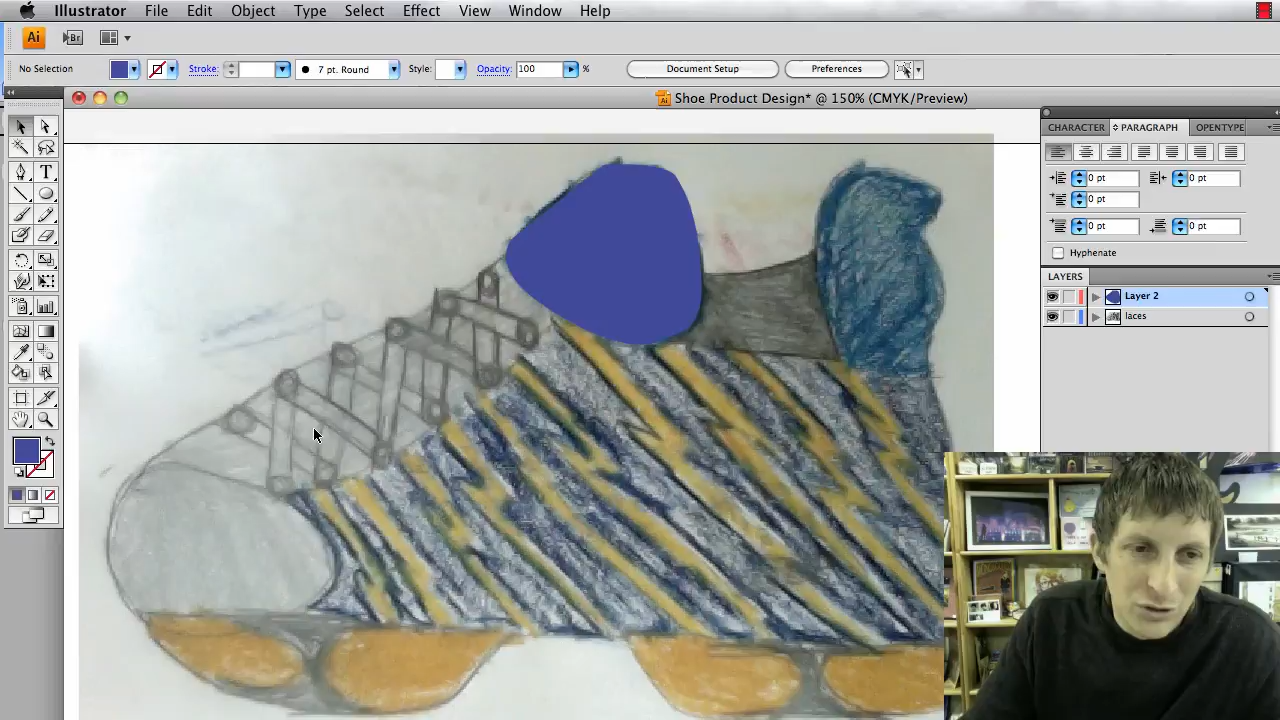 Illustrator File Edit Object Type Select Effect View Window Help
Ai Br
No Selection Stroke: 7 pt. Round Style: Opacity: 100 % Document Setup Preferences
Shoe Product Design* @ 150% (CMYK/Preview)
CHARACTER PARAGRAPH OPENTYPE
0 pt 0 pt
0 pt
0 pt 0 pt
Hyphenate
LAYERS
Layer 2
laces
T